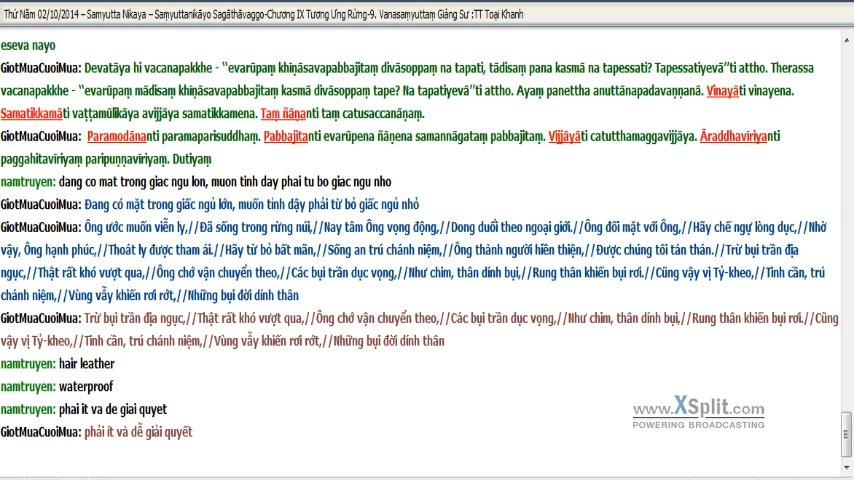 Thứ Năm 02/10/2014 – Samyutta Nikaya – Saṃyuttanikāyo Sagāthāvaggo-Chương IX Tương Ưng Rừng-9. Vanasaṃyuttaṃ Giảng Sư :TT Toại Khanh
eseva nayo
GiotMuaCuoiMua: Devatāya hi vacanapakkhe - “evarūpaṃ khīṇāsavapabbajitaṃ divāsoppaṃ na tapati, tādisaṃ pana kasmā na tapessati? Tapessatiyevā”ti attho. Therassa
vacanapakkhe - “evarūpaṃ mādisaṃ khīṇāsavapabbajitaṃ kasmā divāsoppaṃ tape? Na tapatiyevā”ti attho. Ayaṃ panettha anuttānapadavaṇṇanā. Vinayāti vinayena.
Samatikkamāti vaṭṭamūlikāya avijjāya samatikkamena. Taṃ ñāṇanti taṃ catusaccañāṇaṃ.
GiotMuaCuoiMua: Paramodānanti paramaparisuddhaṃ. Pabbajitanti evarūpena ñāṇena samannāgataṃ pabbajitaṃ. Vijjāyāti catutthamaggavijjāya. Āraddhavīriyanti
paggahitavīriyaṃ paripuṇṇavīriyaṃ. Dutiyaṃ
namtruyen: dang co mat trong giac ngu lon, muon tinh day phai tu bo giac ngu nho
GiotMuaCuoiMua: Đang có mặt trong giấc ngủ lớn, muốn tỉnh dậy phải từ bỏ giấc ngủ nhỏ
GiotMuaCuoiMua: Ông ước muốn viễn ly,//Đã sống trong rừng núi,//Nay tâm Ông vọng động,//Dong duổi theo ngoại giới.//Ông đối mặt với Ông,//Hãy chế ngự lòng dục,//Nhờ
vậy, Ông hạnh phúc,//Thoát ly được tham ái.//Hãy từ bỏ bất mãn,//Sống an trú chánh niệm,//Ông thành người hiền thiện,//Được chúng tôi tán thán.//Trừ bụi trần địa
ngục,//Thật rất khó vượt qua,//Ông chớ vận chuyển theo,//Các bụi trần dục vọng,//Như chim, thân dính bụi,//Rung thân khiến bụi rơi.//Cũng vậy vị Tỷ-kheo,//Tinh cần, trú
chánh niệm,//Vùng vẫy khiến rơi rớt,//Những bụi đời dính thân
GiotMuaCuoiMua: Trừ bụi trần địa ngục,//Thật rất khó vượt qua,//Ông chớ vận chuyển theo,//Các bụi trần dục vọng,//Như chim, thân dính bụi,//Rung thân khiến bụi rơi.//Cũng
vậy vị Tỷ-kheo,//Tinh cần, trú chánh niệm,//Vùng vẫy khiến rơi rớt,//Những bụi đời dính thân
namtruyen: hair leather
namtruyen: waterproof
namtruyen: phai it va de giai quyet
GiotMuaCuoiMua: phải ít và dễ giải quyết
www.XSplit.com
POWERING BROADCASTING